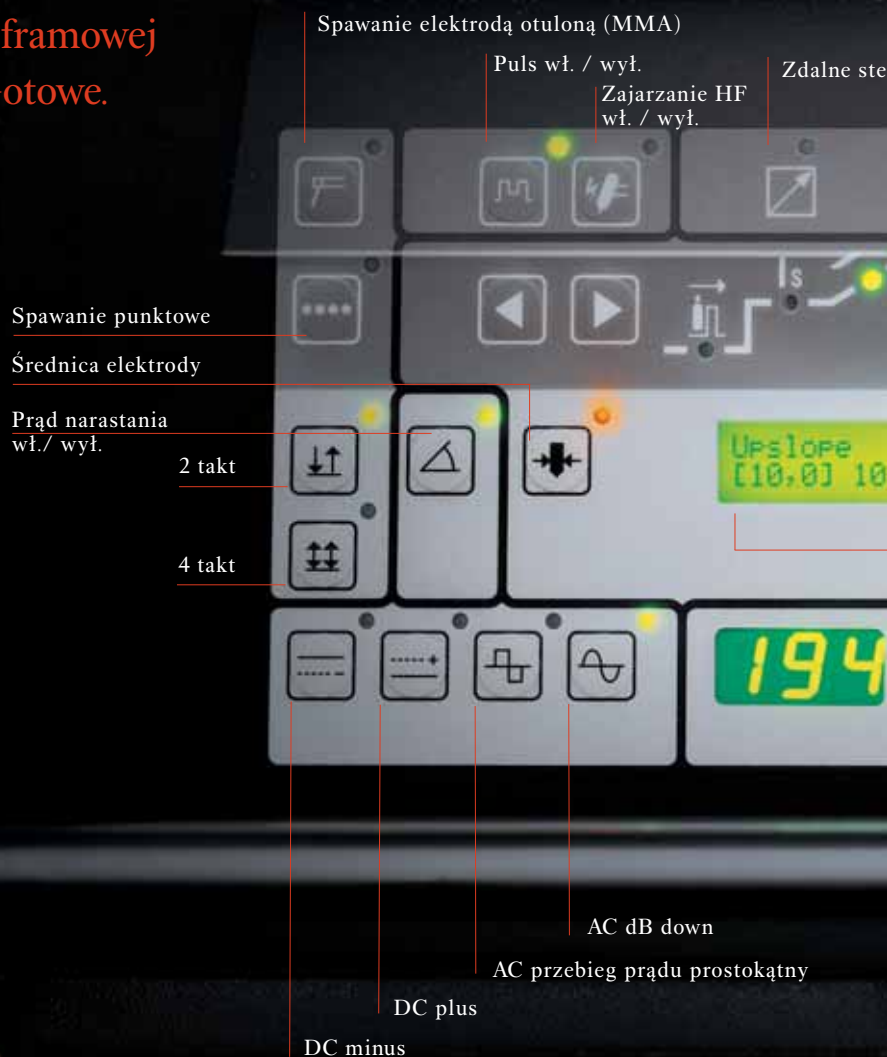 framowej
otowe.
Spawanie elektrodą otuloną (MMA)
Puls wł. / wył.
Zdalne ste
Zajarzanie HF
wł. / wył.
S
Spawanie punktowe
Średnica elektrody
Prąd narastania
wł./ wył.
2 takt
4 takt
Upslope
[10,0] 10
194
AC dB down
AC przebieg prądu prostokątny
DC plus
DC minus